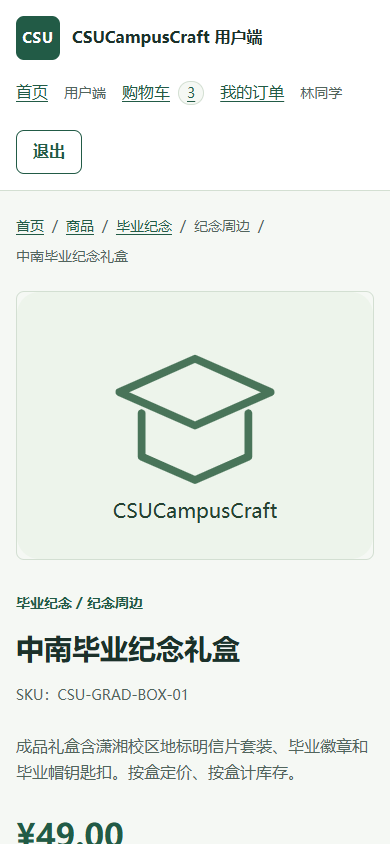 CSU CSUCampusCraft 用户端
首页 用户端 购物车 3 我的订单 林同学
退出
首页 / 商品 / 毕业纪念 / 纪念周边 /
中南毕业纪念礼盒
CSUCampusCraft
毕业纪念 / 纪念周边
中南毕业纪念礼盒
SKU：CSU-GRAD-BOX-01
成品礼盒含潇湘校区地标明信片套装、毕业徽章和
毕业帽钥匙扣。按盒定价、按盒计库存。
¥49.00